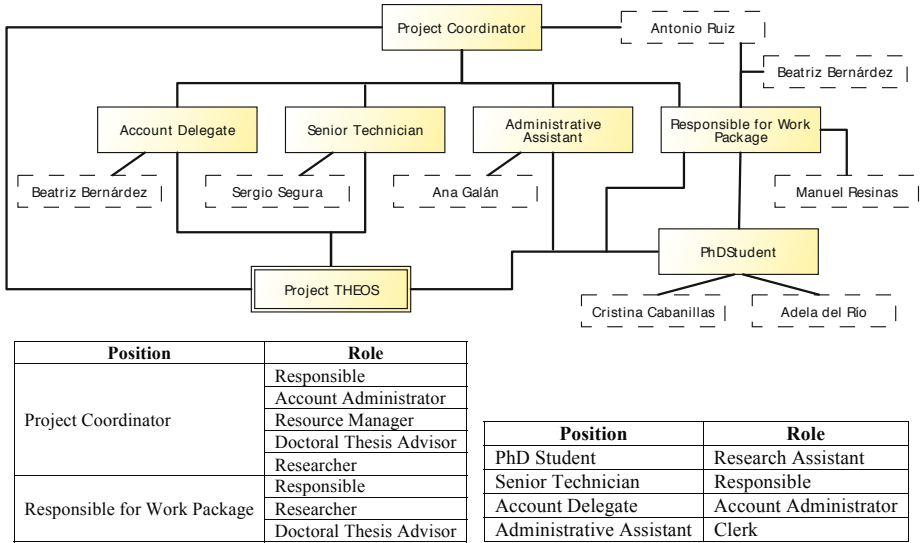 Project Coordinator
Antonio Ruiz
Beatriz Bernárdez
Account Delegate
Senior Technician
Administrative
Assistant
Responsible for Work
Package
Beatriz Bernárdez
Sergio Segura
Ana Galán
Manuel Resinas
PhDStudent
Project THEOS
Cristina Cabanillas
Adela del Río
Position Role
Project Coordinator
Responsible
Account Administrator
Resource Manager
Doctoral Thesis Advisor
Researcher
Responsible for Work Package
Responsible
Researcher
Doctoral Thesis Advisor
Position Role
PhD Student Research Assistant
Senior Technician Responsible
Account Delegate Account Administrator
Administrative Assistant Clerk